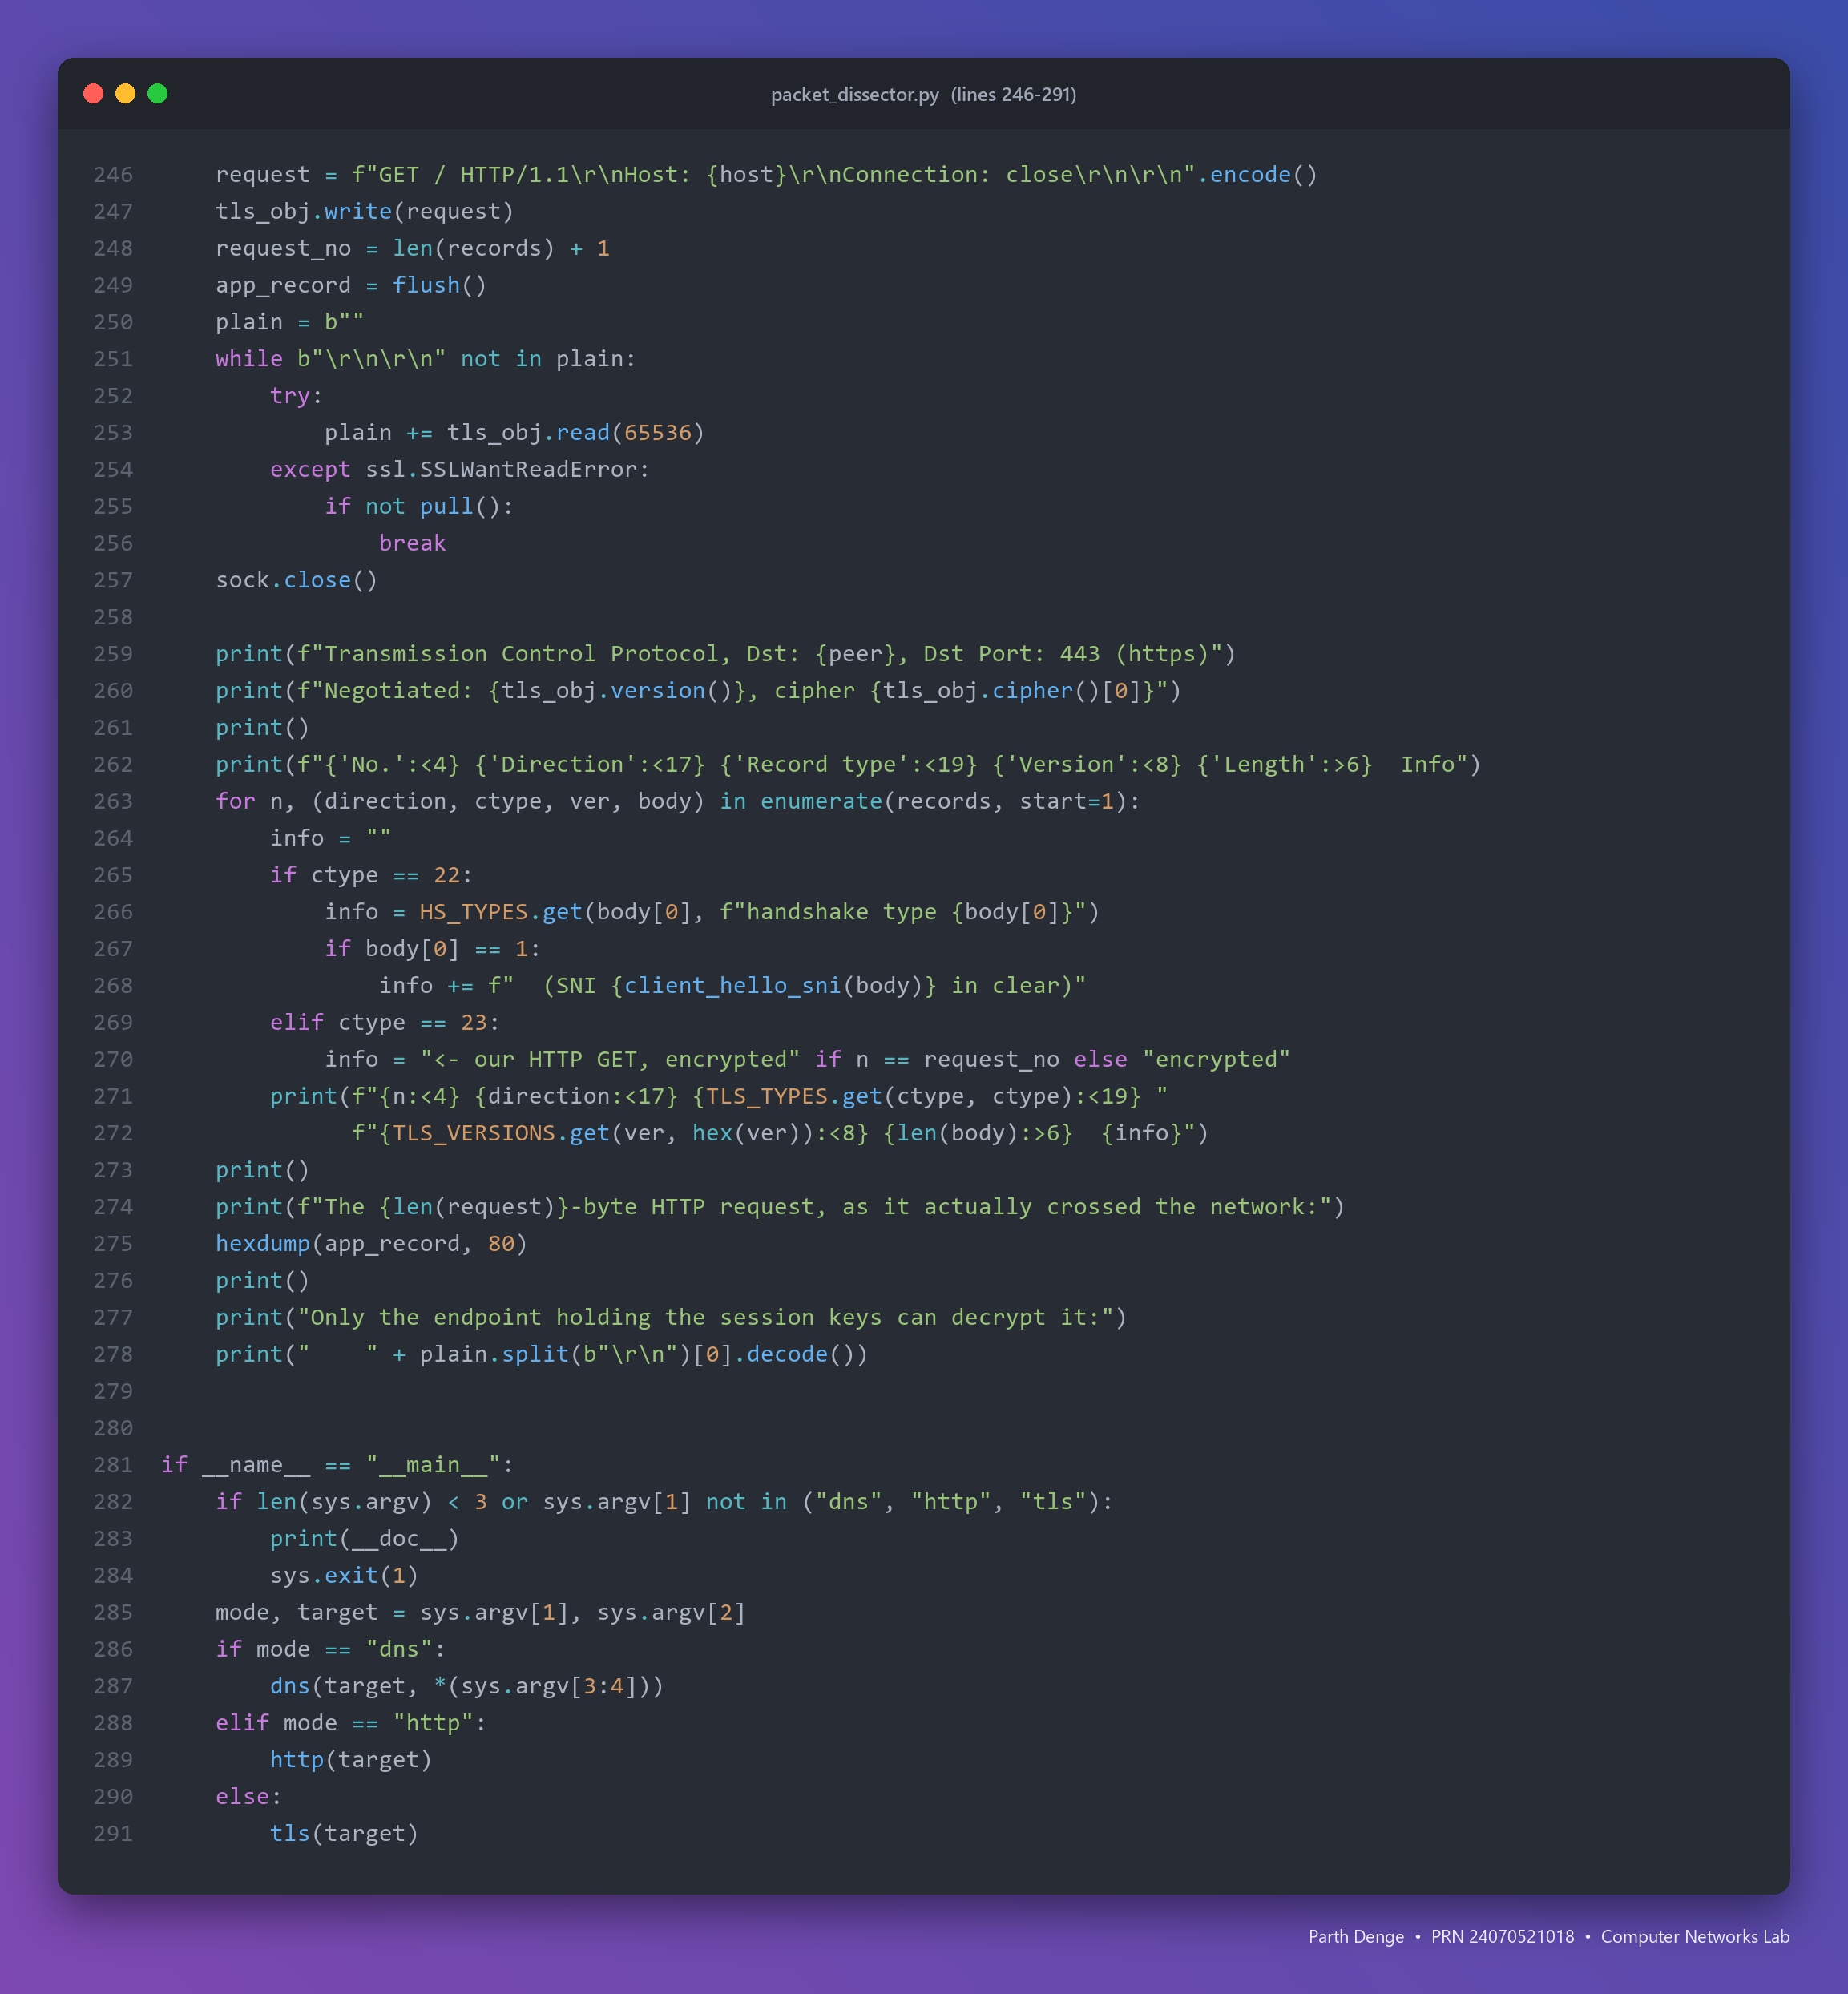 packet_dissector.py (lines 246-291)
246     request = f"GET / HTTP/1.1\r\nHost: {host}\r\nConnection: close\r\n\r\n".encode()
247     tls_obj.write(request)
248     request_no = len(records) + 1
249     app_record = flush()
250     plain = b""
251     while b"\r\n\r\n" not in plain:
252         try:
253             plain += tls_obj.read(65536)
254         except ssl.SSLWantReadError:
255             if not pull():
256                 break
257     sock.close()
258
259     print(f"Transmission Control Protocol, Dst: {peer}, Dst Port: 443 (https)")
260     print(f"Negotiated: {tls_obj.version()}, cipher {tls_obj.cipher()[0]}")
261     print()
262     print(f"{'No.':<4} {'Direction':<17} {'Record type':<19} {'Version':<8} {'Length':>6}  Info")
263     for n, (direction, ctype, ver, body) in enumerate(records, start=1):
264         info = ""
265         if ctype == 22:
266             info = HS_TYPES.get(body[0], f"handshake type {body[0]}")
267             if body[0] == 1:
268                 info += f"  (SNI {client_hello_sni(body)} in clear)"
269         elif ctype == 23:
270             info = "<- our HTTP GET, encrypted" if n == request_no else "encrypted"
271         print(f"{n:<4} {direction:<17} {TLS_TYPES.get(ctype, ctype):<19} "
272               f"{TLS_VERSIONS.get(ver, hex(ver)):<8} {len(body):>6}  {info}")
273     print()
274     print(f"The {len(request)}-byte HTTP request, as it actually crossed the network:")
275     hexdump(app_record, 80)
276     print()
277     print("Only the endpoint holding the session keys can decrypt it:")
278     print("    " + plain.split(b"\r\n")[0].decode())
279
280
281 if __name__ == "__main__":
282     if len(sys.argv) < 3 or sys.argv[1] not in ("dns", "http", "tls"):
283         print(__doc__)
284         sys.exit(1)
285     mode, target = sys.argv[1], sys.argv[2]
286     if mode == "dns":
287         dns(target, *(sys.argv[3:4]))
288     elif mode == "http":
289         http(target)
290     else:
291         tls(target)
Parth Denge • PRN 24070521018 • Computer Networks Lab